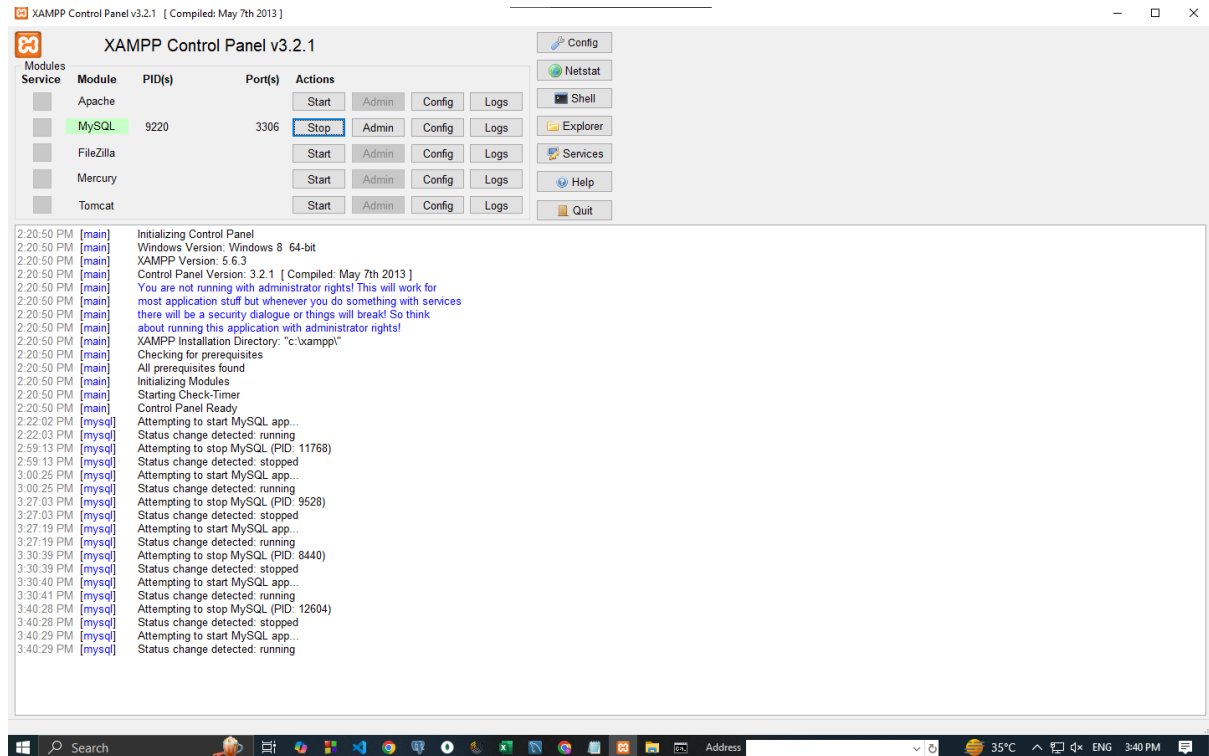 XAMPP Control Panel v3.2.1 [ Compiled: May 7th 2013 ]
XAMPP Control Panel v3.2.1
Config
Modules
Service Module PID(s) Port(s) Actions
Netstat
Apache Start Admin Config Logs
Shell
MySQL 9220 3306 Stop Admin Config Logs
Explorer
FileZilla Start Admin Config Logs
Services
Mercury Start Admin Config Logs
Help
Tomcat Start Admin Config Logs
Quit
2:20:50 PM [main] Initializing Control Panel
2:20:50 PM [main] Windows Version: Windows 8 64-bit
2:20:50 PM [main] XAMPP Version: 5.6.3
2:20:50 PM [main] Control Panel Version: 3.2.1 [ Compiled: May 7th 2013 ]
2:20:50 PM [main] You are not running with administrator rights! This will work for
2:20:50 PM [main] most application stuff but whenever you do something with services
2:20:50 PM [main] there will be a security dialogue or things will break! So think
2:20:50 PM [main] about running this application with administrator rights!
2:20:50 PM [main] XAMPP Installation Directory: "c:\xampp\"
2:20:50 PM [main] Checking for prerequisites
2:20:50 PM [main] All prerequisites found
2:20:50 PM [main] Initializing Modules
2:20:50 PM [main] Starting Check-Timer
2:20:50 PM [main] Control Panel Ready
2:22:02 PM [mysql] Attempting to start MySQL app...
2:22:03 PM [mysql] Status change detected: running
2:59:13 PM [mysql] Attempting to stop MySQL (PID: 11768)
2:59:13 PM [mysql] Status change detected: stopped
3:00:25 PM [mysql] Attempting to start MySQL app...
3:00:25 PM [mysql] Status change detected: running
3:27:03 PM [mysql] Attempting to stop MySQL (PID: 9528)
3:27:03 PM [mysql] Status change detected: stopped
3:27:19 PM [mysql] Attempting to start MySQL app...
3:27:19 PM [mysql] Status change detected: running
3:30:39 PM [mysql] Attempting to stop MySQL (PID: 8440)
3:30:39 PM [mysql] Status change detected: stopped
3:30:40 PM [mysql] Attempting to start MySQL app...
3:30:41 PM [mysql] Status change detected: running
3:40:28 PM [mysql] Attempting to stop MySQL (PID: 12604)
3:40:28 PM [mysql] Status change detected: stopped
3:40:29 PM [mysql] Attempting to start MySQL app...
3:40:29 PM [mysql] Status change detected: running
Search Address 35°C ENG 3:40 PM